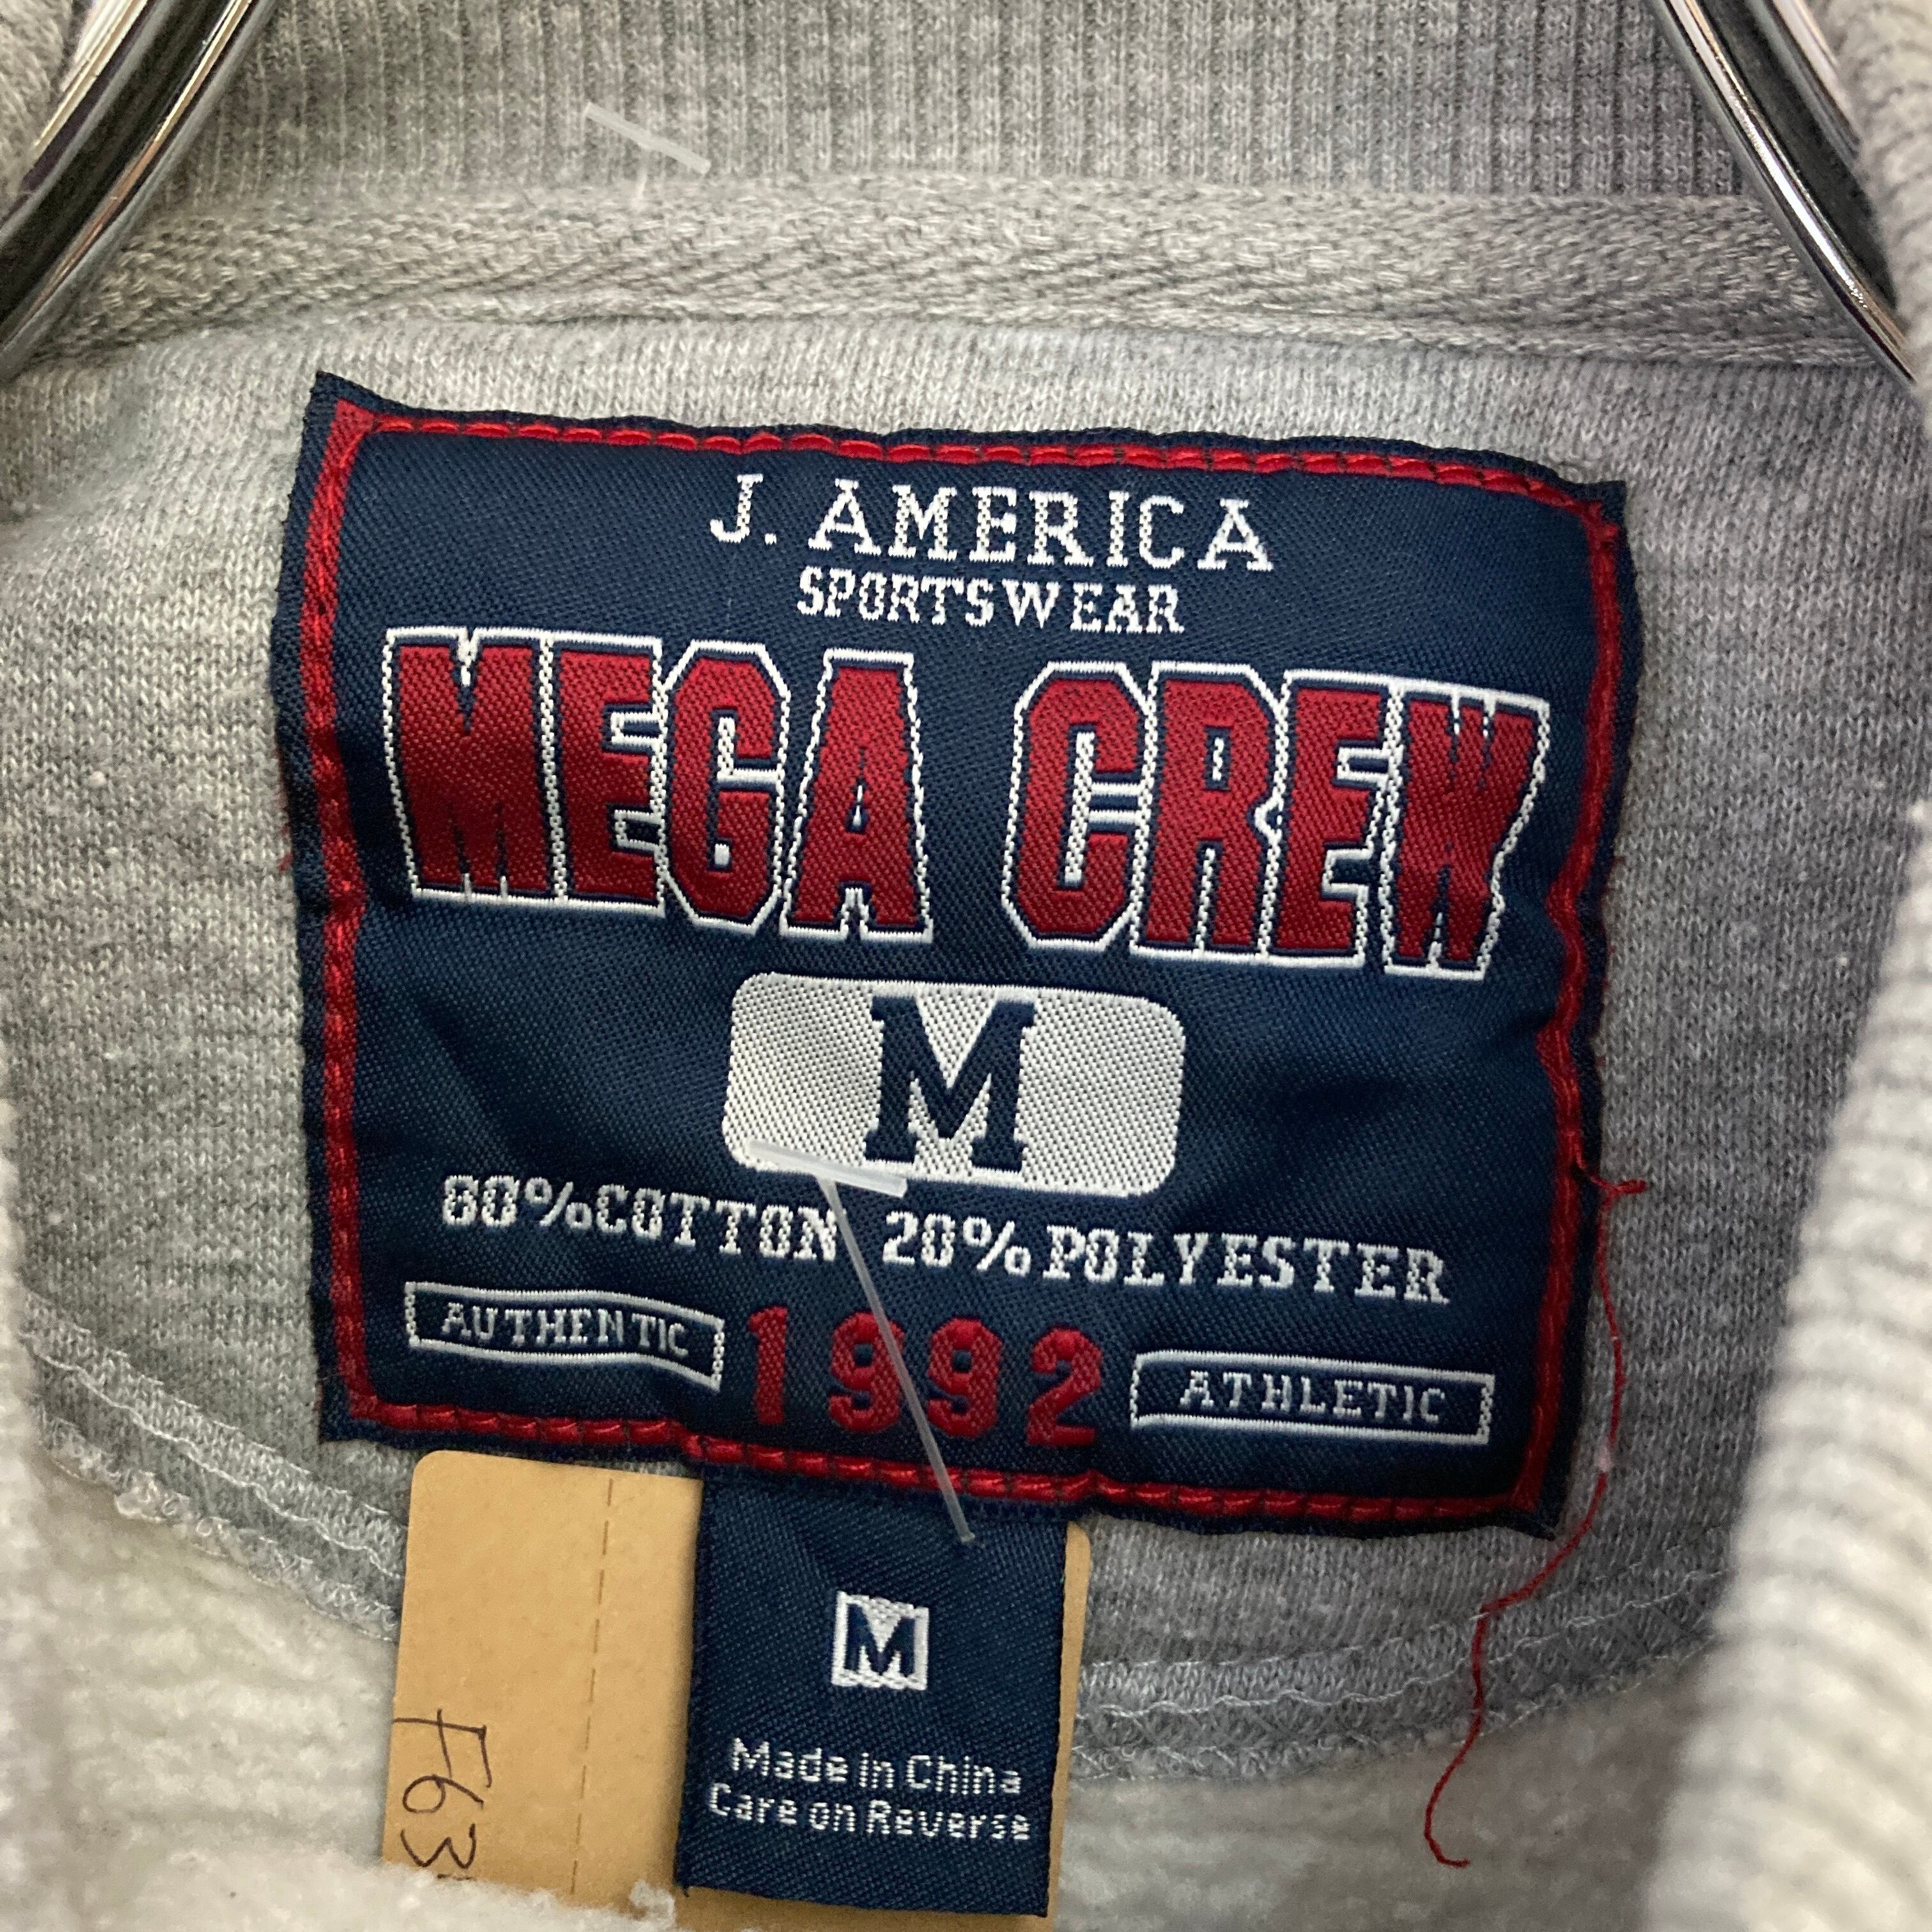 J. AMERICA
SPORTSWEAR
MEGA CREW
M
80%COTTON 20%POLYESTER
AUTHENTIC 1992 ATHLETIC
M
Made in China
Care on Reverse
F63